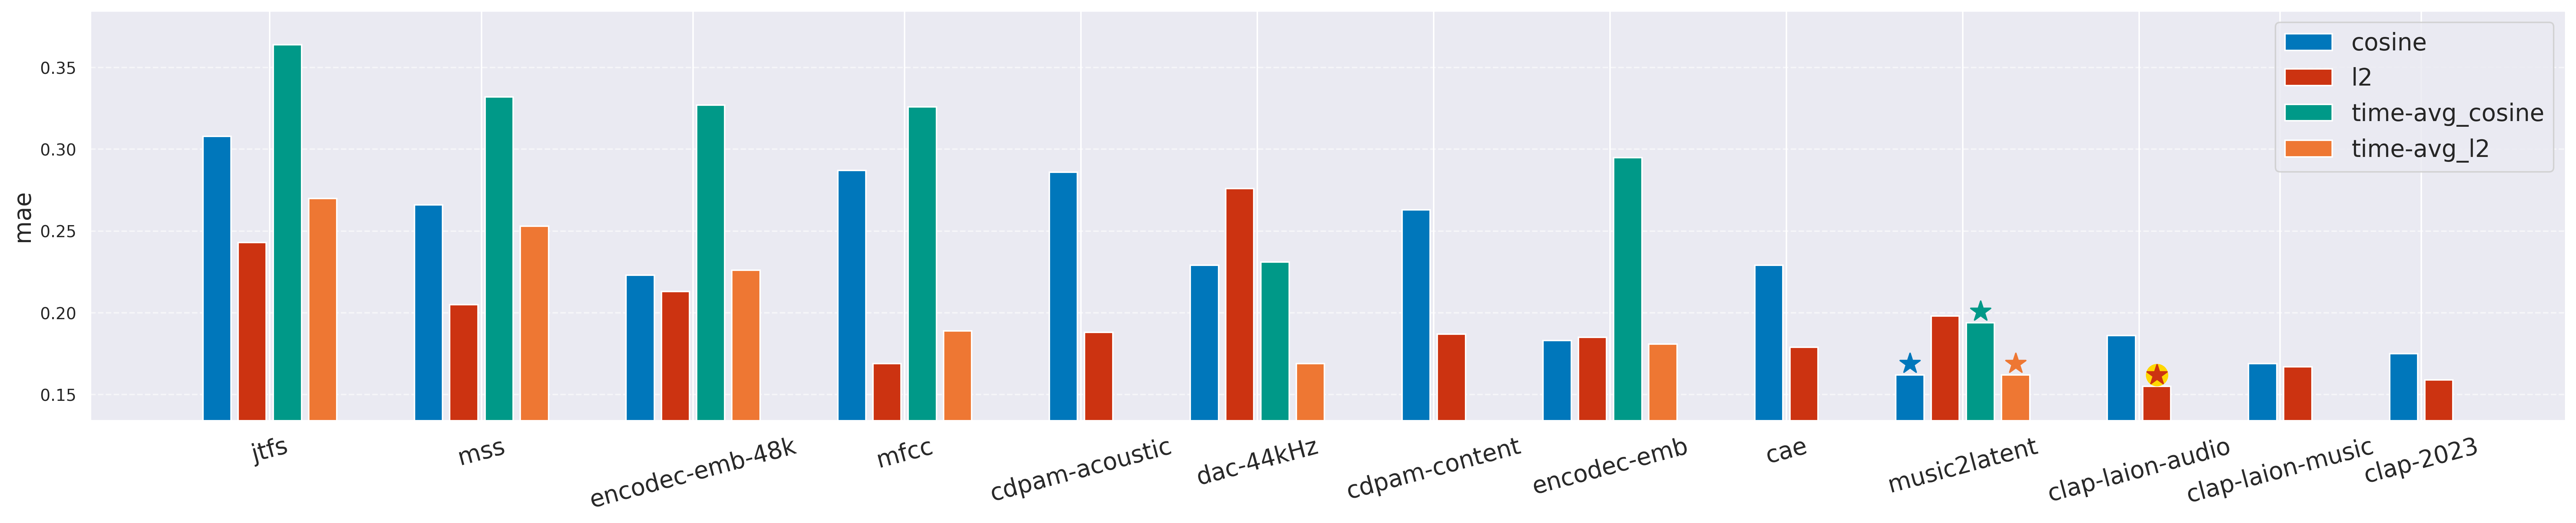 mae
0.35
0.30
0.25
0.20
0.15
cosine
l2
time-avg_cosine
time-avg_l2
jtfs
mss
encodec-emb-48k
mfcc
cdpam-acoustic
dac-44kHz
cdpam-content
encodec-emb
cae
music2latent
clap-laion-audio
clap-laion-music
clap-2023